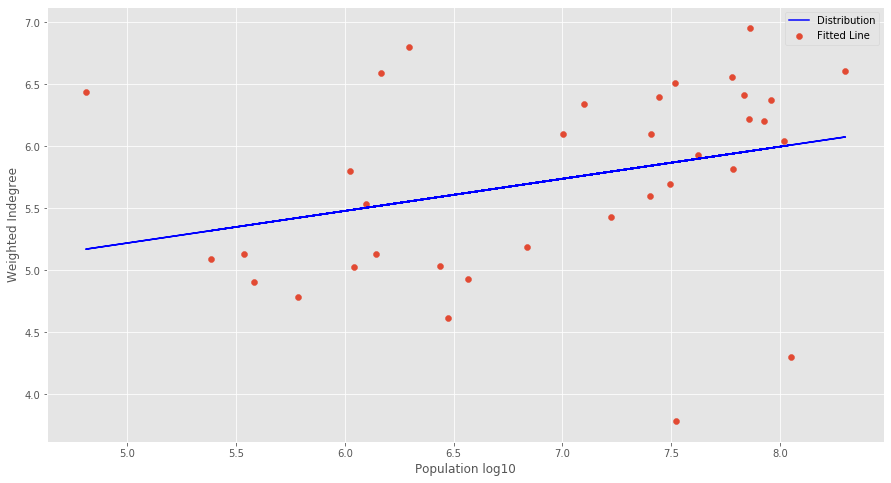 Distribution
Fitted Line
Weighted Indegree
7.0
6.5
6.0
5.5
5.0
4.5
4.0
5.0 5.5 6.0 6.5 7.0 7.5 8.0
Population log10